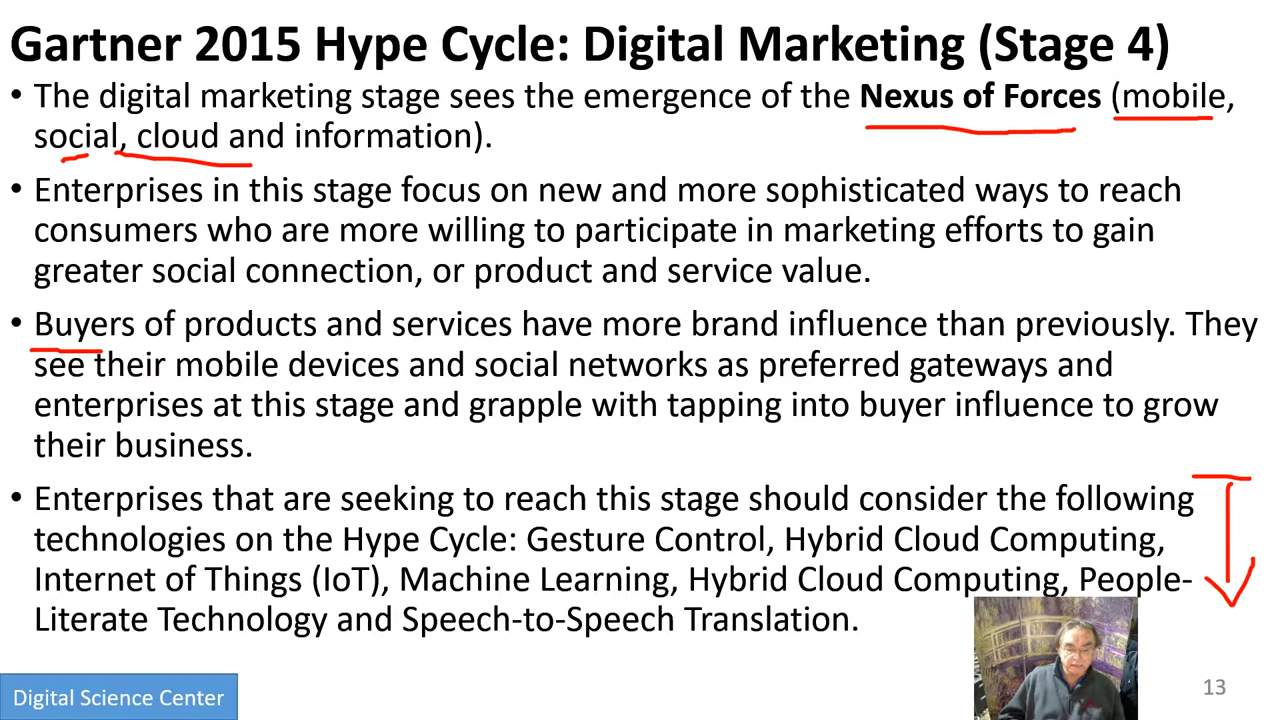 Gartner 2015 Hype Cycle: Digital Marketing (Stage 4)
• The digital marketing stage sees the emergence of the Nexus of Forces (mobile,
social, cloud and information).
• Enterprises in this stage focus on new and more sophisticated ways to reach
consumers who are more willing to participate in marketing efforts to gain
greater social connection, or product and service value.
• Buyers of products and services have more brand influence than previously. They
see their mobile devices and social networks as preferred gateways and
enterprises at this stage and grapple with tapping into buyer influence to grow
their business.
• Enterprises that are seeking to reach this stage should consider the following
technologies on the Hype Cycle: Gesture Control, Hybrid Cloud Computing,
Internet of Things (IoT), Machine Learning, Hybrid Cloud Computing, People-
Literate Technology and Speech-to-Speech Translation.
Digital Science Center
13